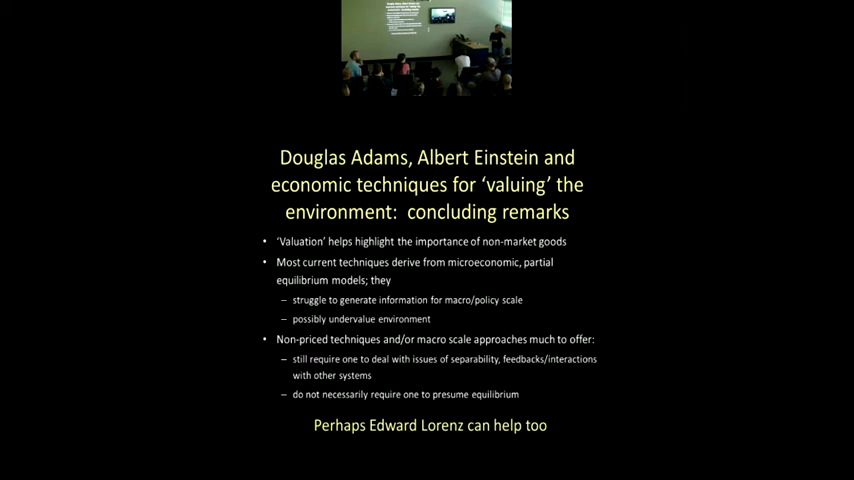 Douglas Adams, Albert Einstein and
economic techniques for ‘valuing’ the
environment:  concluding remarks
• ‘Valuation’ helps highlight the importance of non-market goods
• Most current techniques derive from microeconomic, partial
equilibrium models; they
– struggle to generate information for macro/policy scale
– possibly undervalue environment
• Non-priced techniques and/or macro scale approaches much to offer:
– still require one to deal with issues of separability, feedbacks/interactions
with other systems
– do not necessarily require one to presume equilibrium
Perhaps Edward Lorenz can help too